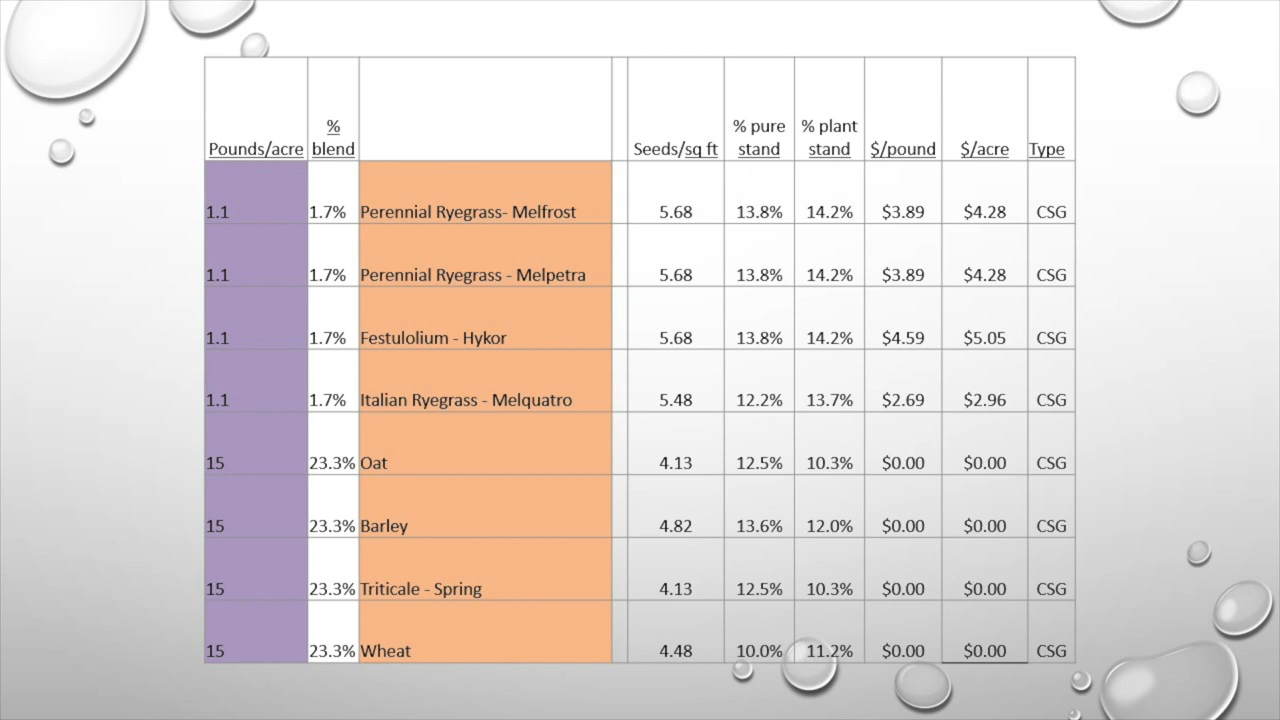 Pounds/acre % blend Seeds/sq ft % pure stand % plant stand $/pound $/acre Type
1.1 1.7% Perennial Ryegrass- Melfrost 5.68 13.8% 14.2% $3.89 $4.28 CSG
1.1 1.7% Perennial Ryegrass - Melpetra 5.68 13.8% 14.2% $3.89 $4.28 CSG
1.1 1.7% Festulolium - Hykor 5.68 13.8% 14.2% $4.59 $5.05 CSG
1.1 1.7% Italian Ryegrass - Melquatro 5.48 12.2% 13.7% $2.69 $2.96 CSG
15 23.3% Oat 4.13 12.5% 10.3% $0.00 $0.00 CSG
15 23.3% Barley 4.82 13.6% 12.0% $0.00 $0.00 CSG
15 23.3% Triticale - Spring 4.13 12.5% 10.3% $0.00 $0.00 CSG
15 23.3% Wheat 4.48 10.0% 11.2% $0.00 $0.00 CSG